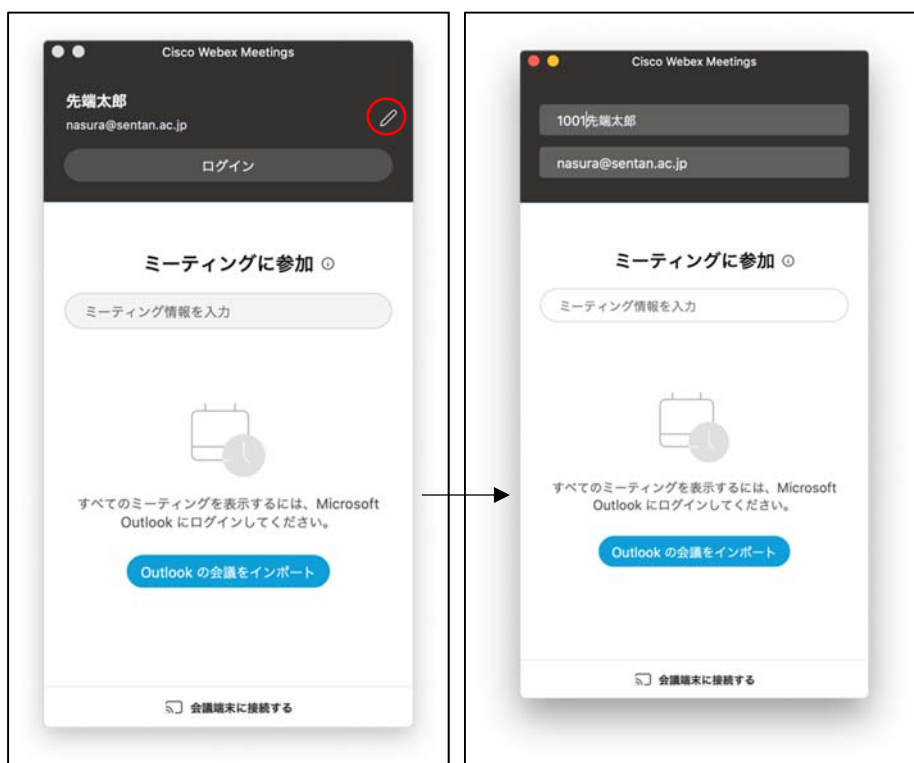 Cisco Webex Meetings
先端太郎
nasura@sentan.ac.jp
ログイン
ミーティングに参加
ミーティング情報を入力
すべてのミーティングを表示するには、Microsoft
Outlook にログインしてください。
Outlook の会議をインポート
会議端末に接続する
Cisco Webex Meetings
1001先端太郎
nasura@sentan.ac.jp
ミーティングに参加
ミーティング情報を入力
すべてのミーティングを表示するには、Microsoft
Outlook にログインしてください。
Outlook の会議をインポート
会議端末に接続する